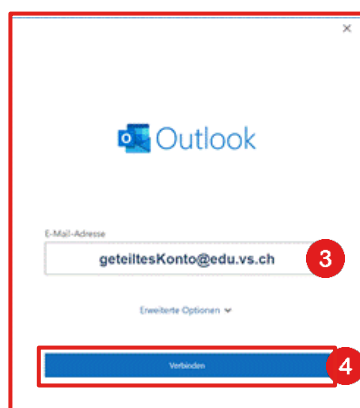 Outlook
E-Mail-Adresse
geteiltesKonto@edu.vs.ch
3
Erweiterte Optionen
Verbinden
4